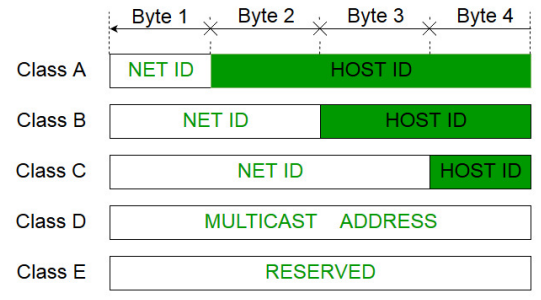 Byte 1 Byte 2 Byte 3 Byte 4
Class A NET ID HOST ID
Class B NET ID HOST ID
Class C NET ID HOST ID
Class D MULTICAST ADDRESS
Class E RESERVED